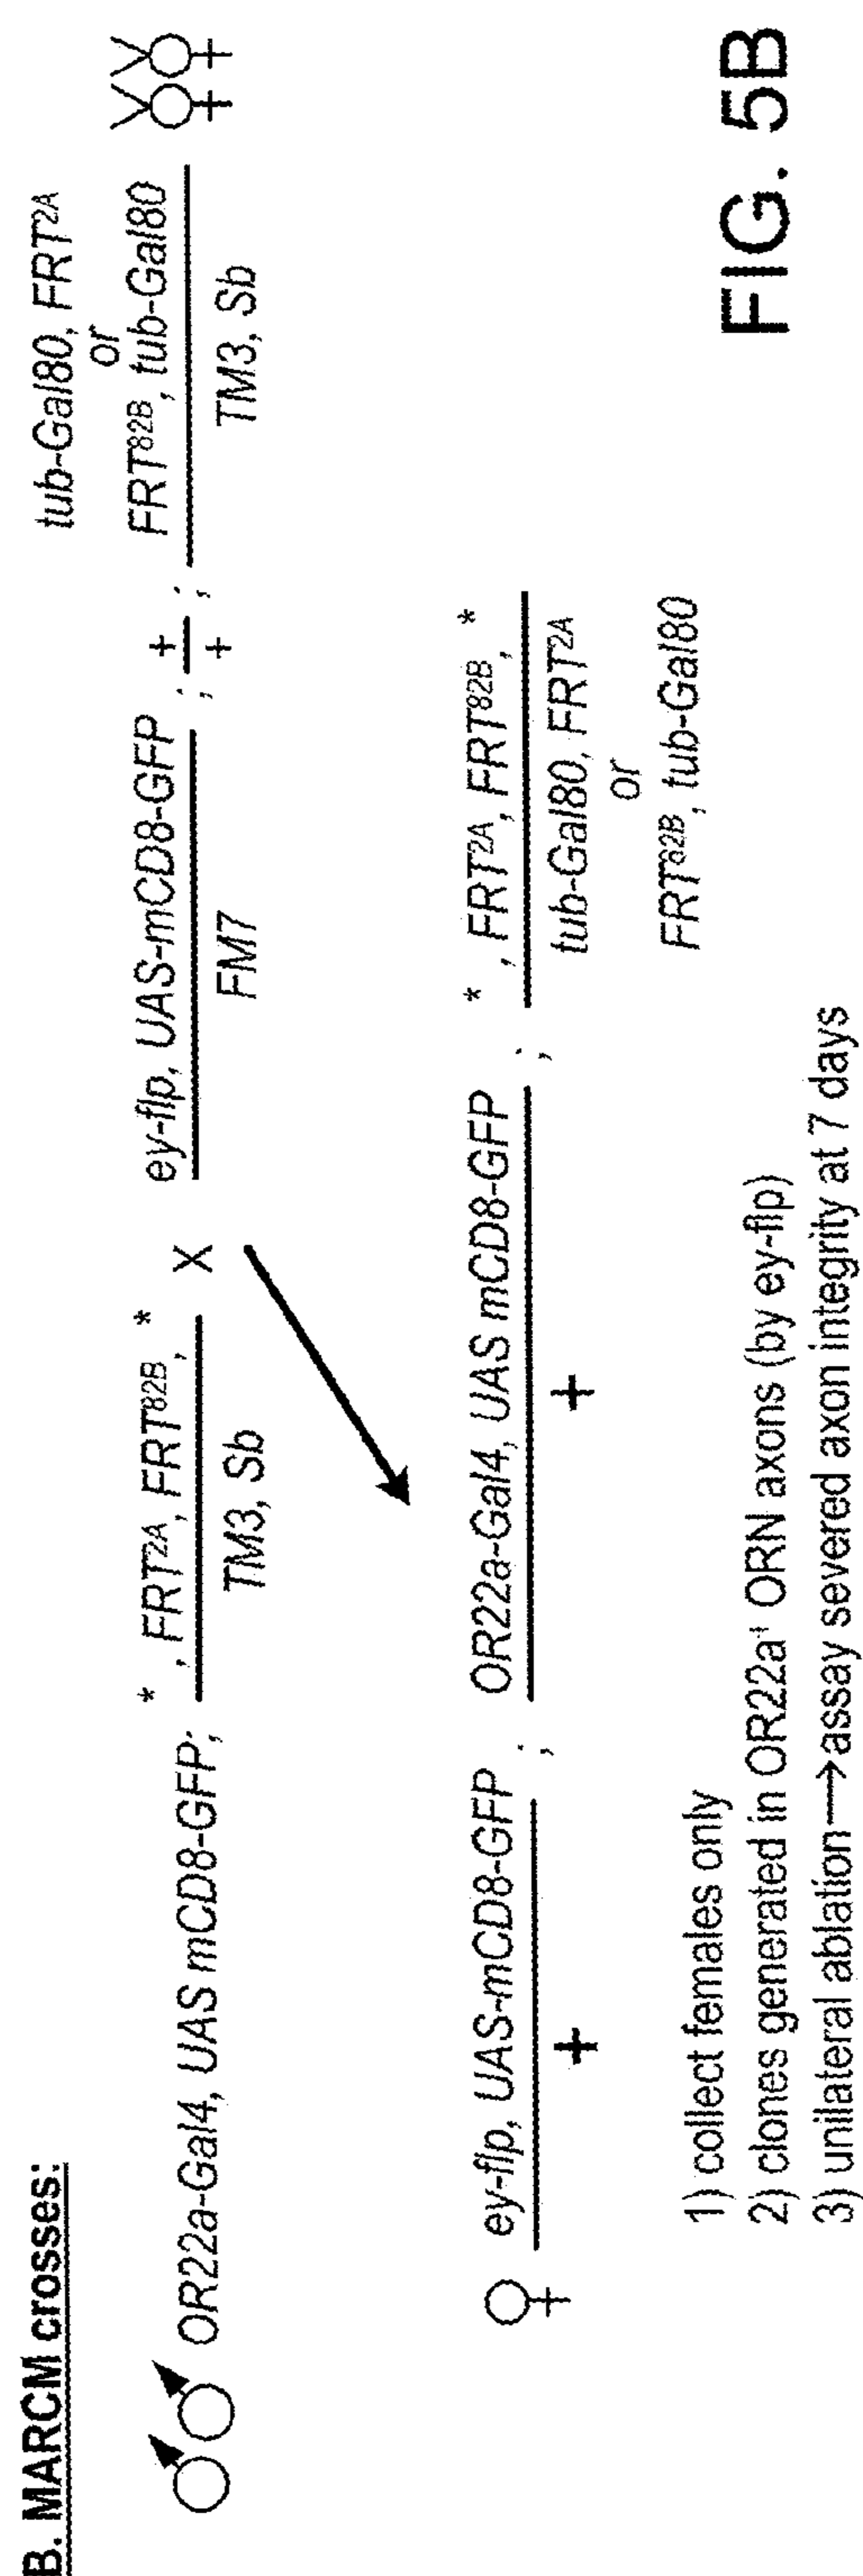 B. MARCM crosses:
tub-Gal80, FRT2A
or
OR22a-Gal4, UAS mCD8-GFP; *, FRT2A, FRT82B, * X ey-flp, UAS-mCD8-GFP ; + ; FRT82B, tub-Gal80
TM3, Sb FM7 + TM3, Sb
ey-flp, UAS-mCD8-GFP ; OR22a-Gal4, UAS mCD8-GFP ; *, FRT2A, FRT82B, *
+ + tub-Gal80, FRT2A
or
FRT82B, tub-Gal80
1) collect females only
2) clones generated in OR22a+ ORN axons (by ey-flp)
3) unilateral ablation→assay severed axon integrity at 7 days
FIG. 5B